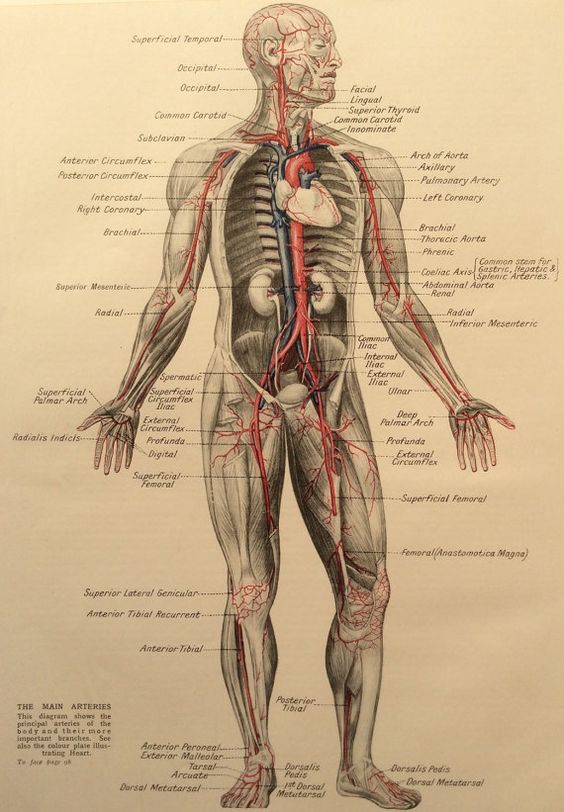 Superficial Temporal
Occipital
Occipital
Common Carotid
Subclavian
Anterior Circumflex
Posterior Circumflex
Intercostal
Right Coronary
Brachial
Superior Mesenteric
Radial
Spermatic
Superficial
Circumflex
Iliac
Superficial
Palmar Arch
External
Circumflex
Radialis Indicis
Profunda
Digital
Superficial
Femoral
Superior Lateral Genicular
Anterior Tibial Recurrent
Anterior Tibial
Anterior Peroneal
External Malleolar
Tarsal
Arcuate
Dorsal Metatarsal
Facial
Lingual
Superior Thyroid
Common Carotid
Innominate
Arch of Aorta
Axillary
Pulmonary Artery
Left Coronary
Brachial
Thoracic Aorta
Phrenic
Coeliac Axis
Common stem for
Gastric, Hepatic &
Splenic Arteries.
Abdominal Aorta
Renal
Radial
Inferior Mesenteric
Common
Iliac
Internal
Iliac
External
Iliac
Ulnar
Deep
Palmar Arch
Profunda
External
Circumflex
Superficial Femoral
Femoral (Anastomotica Magna)
Posterior
Tibial
Dorsalis
Pedis
1st Dorsal
Metatarsal
Dorsalis Pedis
Dorsal Metatarsal
THE MAIN ARTERIES
This diagram shows the
principal arteries of the
body and their more
important branches. See
also the colour plate illus-
trating Heart.
To face page 98